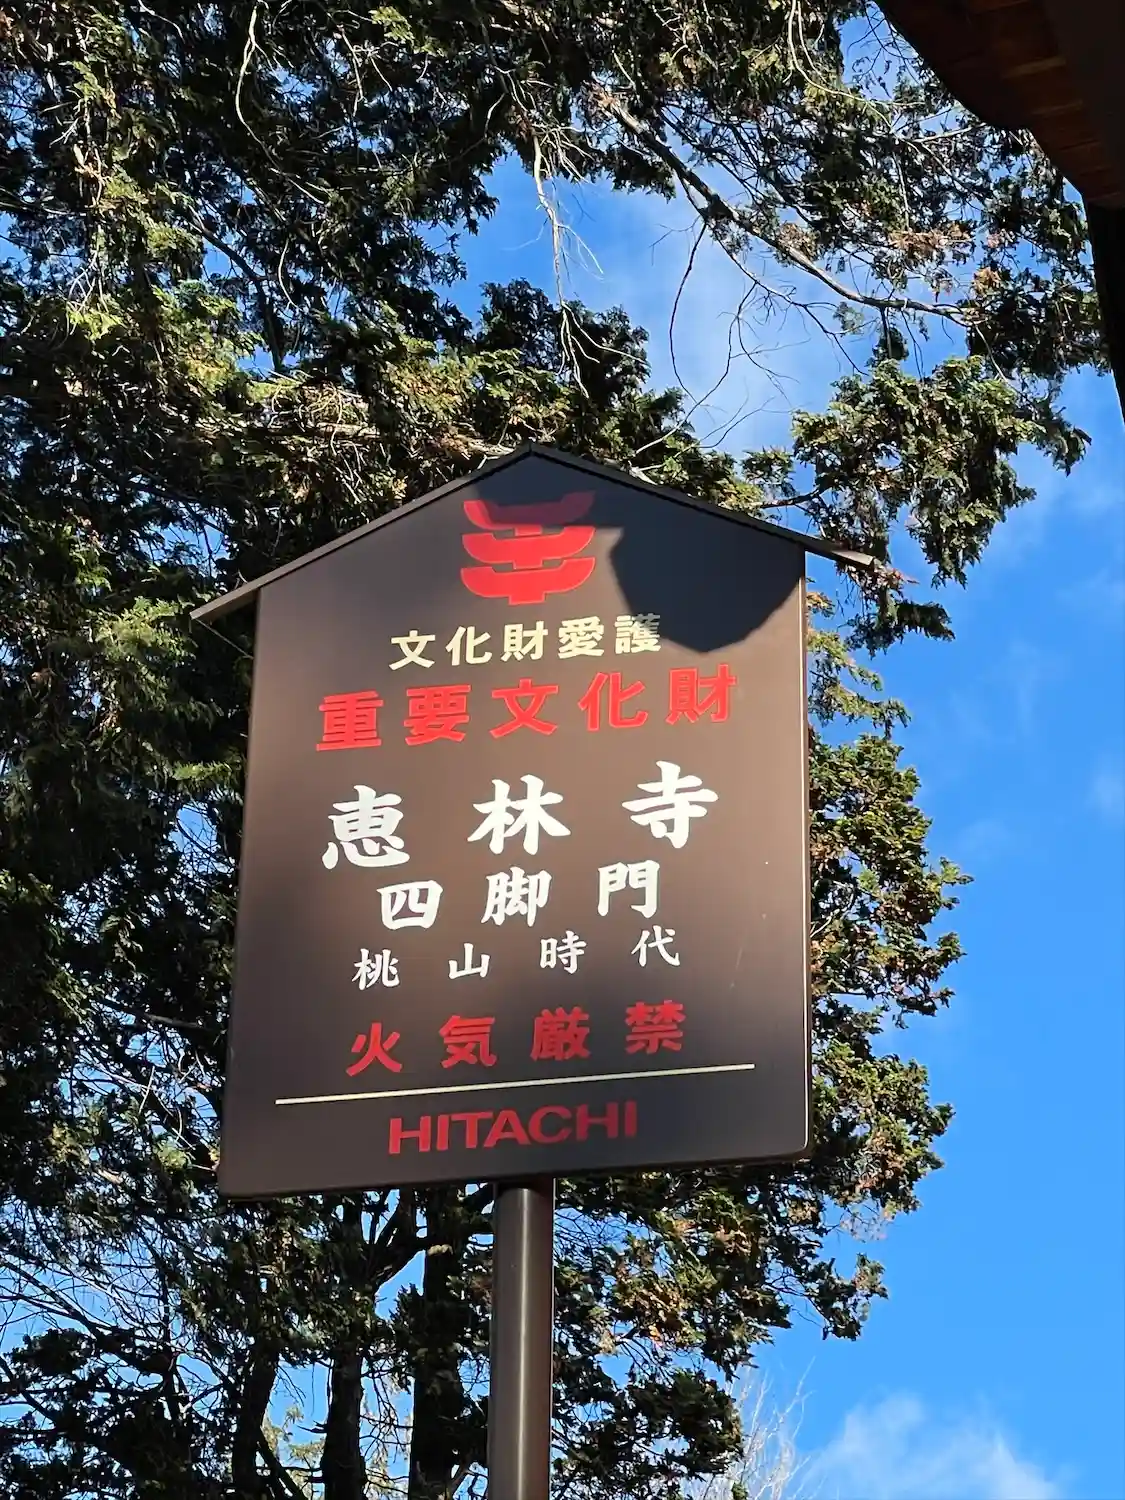 文化財愛護
重要文化財
恵林寺
四脚門
桃山時代
火気厳禁
HITACHI